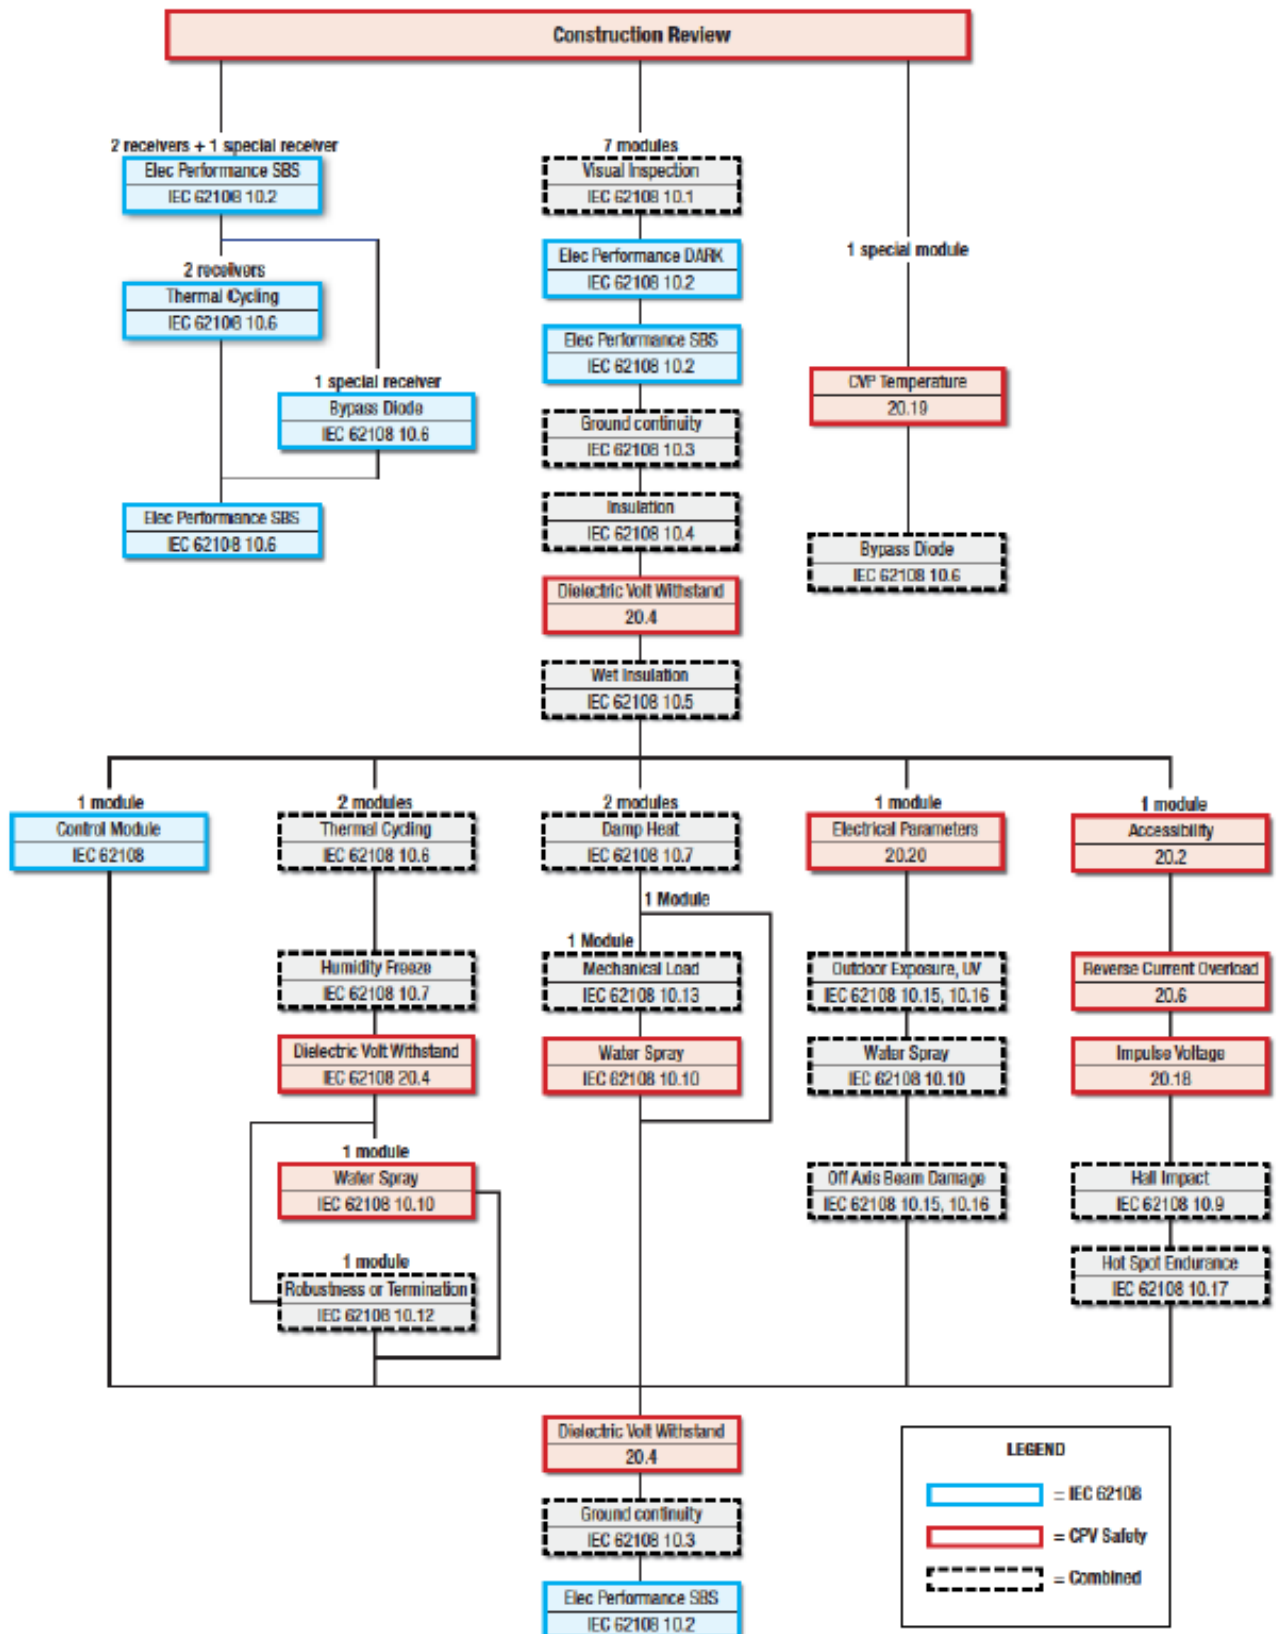 Construction Review
2 receivers + 1 special receiver
Elec Performance SBS
IEC 62108 10.2
2 receivers
Thermal Cycling
IEC 62108 10.6
1 special receiver
Bypass Diode
IEC 62108 10.6
Elec Performance SBS
IEC 62108 10.6
7 modules
Visual Inspection
IEC 62108 10.1
Elec Performance DARK
IEC 62108 10.2
Elec Performance SBS
IEC 62108 10.2
Ground continuity
IEC 62108 10.3
Insulation
IEC 62108 10.4
Dielectric Volt Withstand
20.4
Wet Insulation
IEC 62108 10.5
1 special module
CVP Temperature
20.19
Bypass Diode
IEC 62108 10.6
1 module
Control Module
IEC 62108
2 modules
Thermal Cycling
IEC 62108 10.6
Humidity Freeze
IEC 62108 10.7
Dielectric Volt Withstand
IEC 62108 20.4
1 module
Water Spray
IEC 62108 10.10
1 module
Robustness or Termination
IEC 62108 10.12
2 modules
Damp Heat
IEC 62108 10.7
1 Module
1 Module
Mechanical Load
IEC 62108 10.13
Water Spray
IEC 62108 10.10
1 module
Electrical Parameters
20.20
Outdoor Exposure, UV
IEC 62108 10.15, 10.16
Water Spray
IEC 62108 10.10
Off Axis Beam Damage
IEC 62108 10.15, 10.16
1 module
Accessibility
20.2
Reverse Current Overload
20.6
Impulse Voltage
20.18
Hail Impact
IEC 62108 10.9
Hot Spot Endurance
IEC 62108 10.17
Dielectric Volt Withstand
20.4
Ground continuity
IEC 62108 10.3
Elec Performance SBS
IEC 62108 10.2
LEGEND
= IEC 62108
= CPV Safety
= Combined